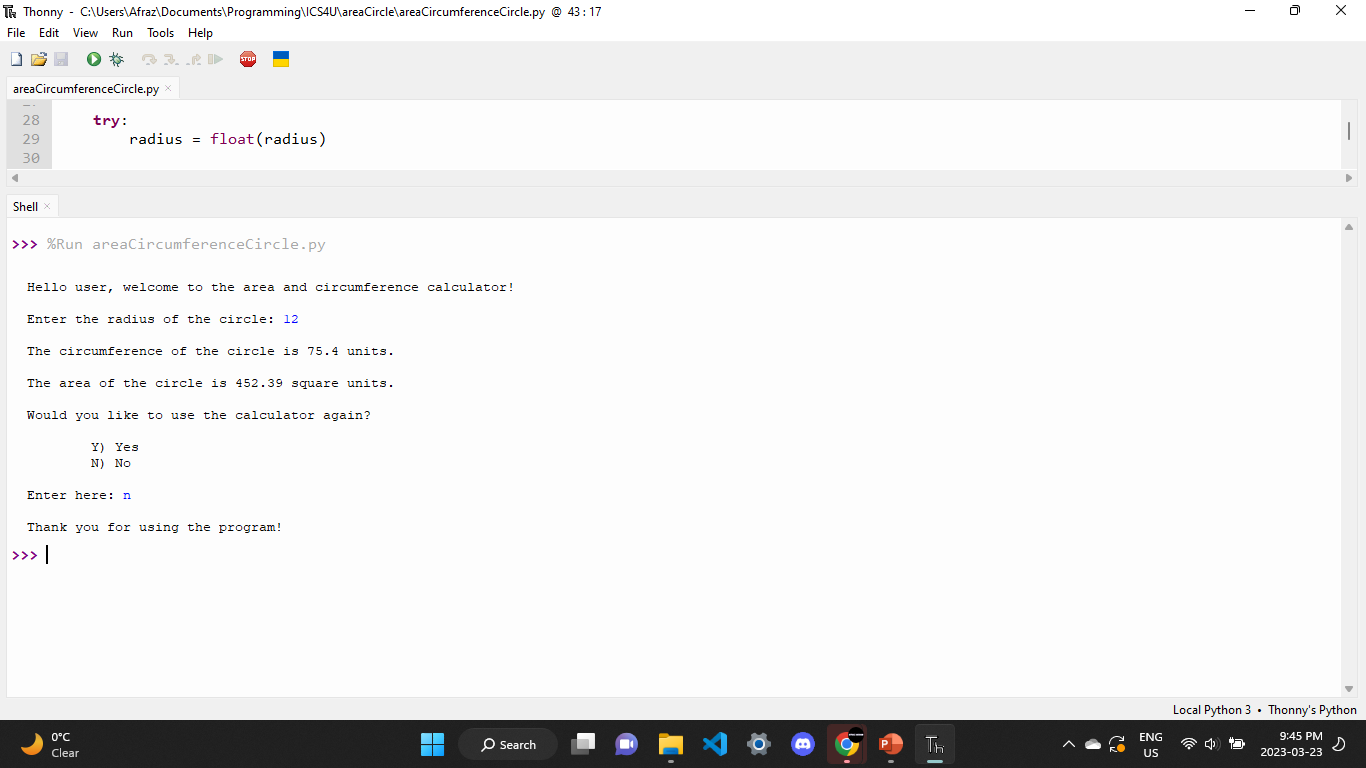 Thonny - C:\Users\Afraz\Documents\Programming\ICS4U\areaCircle\areaCircumferenceCircle.py @ 43 : 17
File Edit View Run Tools Help
STOP
areaCircumferenceCircle.py ×
28 try:
29 radius = float(radius)
30
Shell ×
>>> %Run areaCircumferenceCircle.py
Hello user, welcome to the area and circumference calculator!
Enter the radius of the circle: 12
The circumference of the circle is 75.4 units.
The area of the circle is 452.39 square units.
Would you like to use the calculator again?
Y) Yes
N) No
Enter here: n
Thank you for using the program!
>>>
Local Python 3 • Thonny's Python
0°C
Clear
Search
ENG
US
9:45 PM
2023-03-23